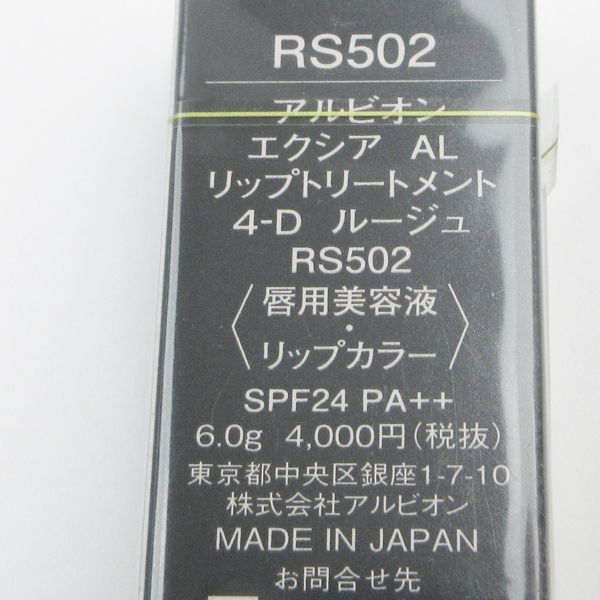 RS502
アルビオン
エクシア AL
リップトリートメント
4-D ルージュ
RS502
〈唇用美容液・リップカラー〉
SPF24 PA++
6.0g 4,000円(税抜)
東京都中央区銀座1-7-10
株式会社アルビオン
MADE IN JAPAN
お問合せ先